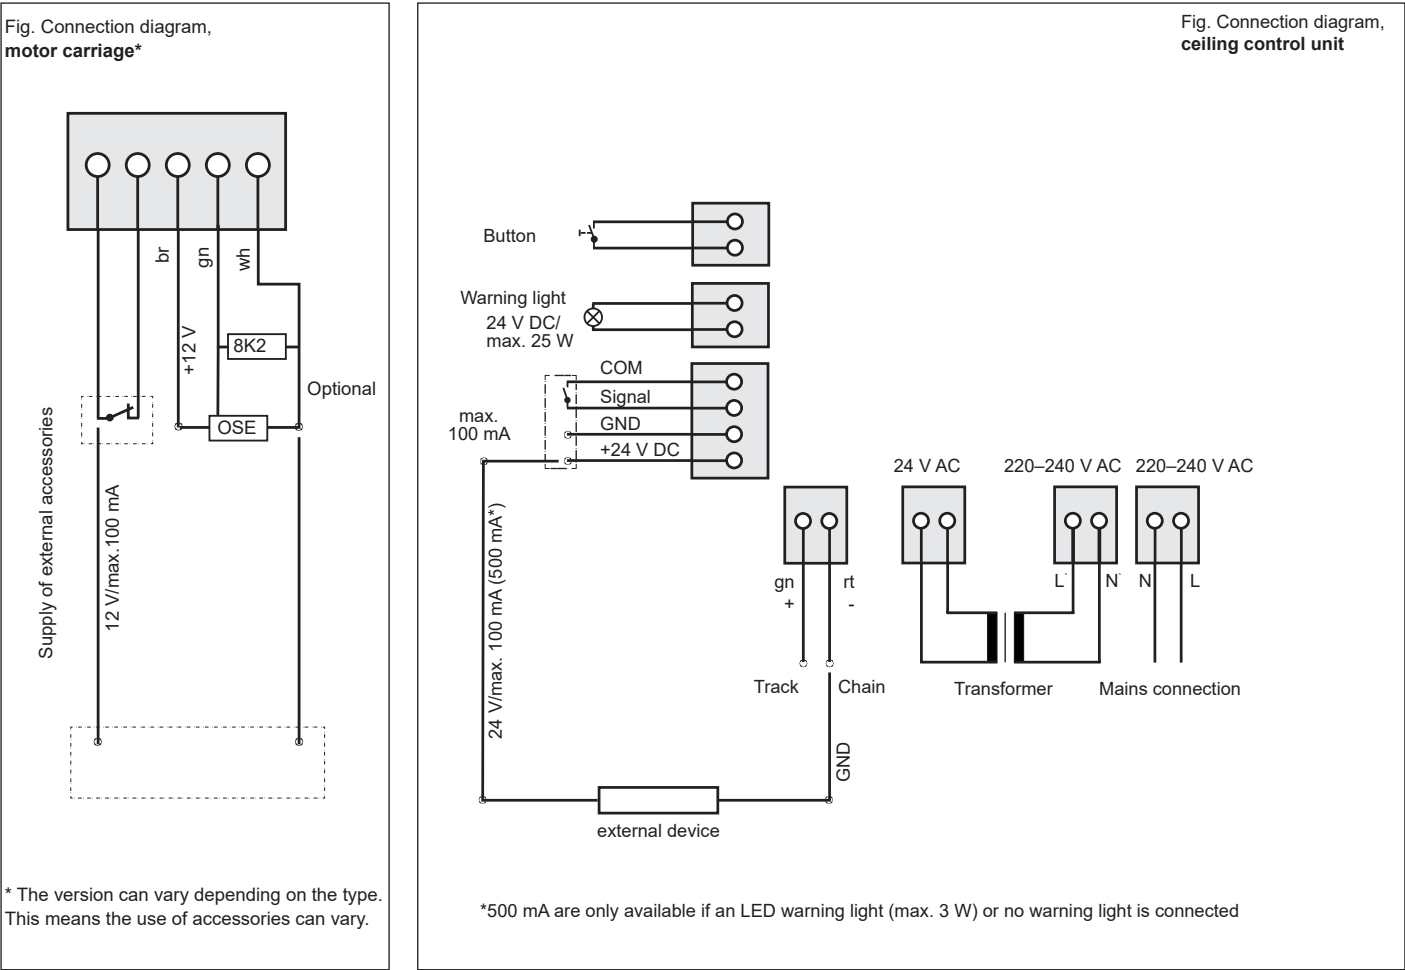 Fig. Connection diagram,
motor carriage*
br
gn
wh
+12 V
8K2
Optional
OSE
Supply of external accessories
12 V/max.100 mA
* The version can vary depending on the type.
This means the use of accessories can vary.
Fig. Connection diagram,
ceiling control unit
Button
Warning light
24 V DC/
max. 25 W
COM
Signal
GND
+24 V DC
max.
100 mA
24 V/max. 100 mA (500 mA*)
24 V AC
220–240 V AC
220–240 V AC
gn
rt
+
-
L`
N`
N
L
Track
Chain
Transformer
Mains connection
GND
external device
*500 mA are only available if an LED warning light (max. 3 W) or no warning light is connected